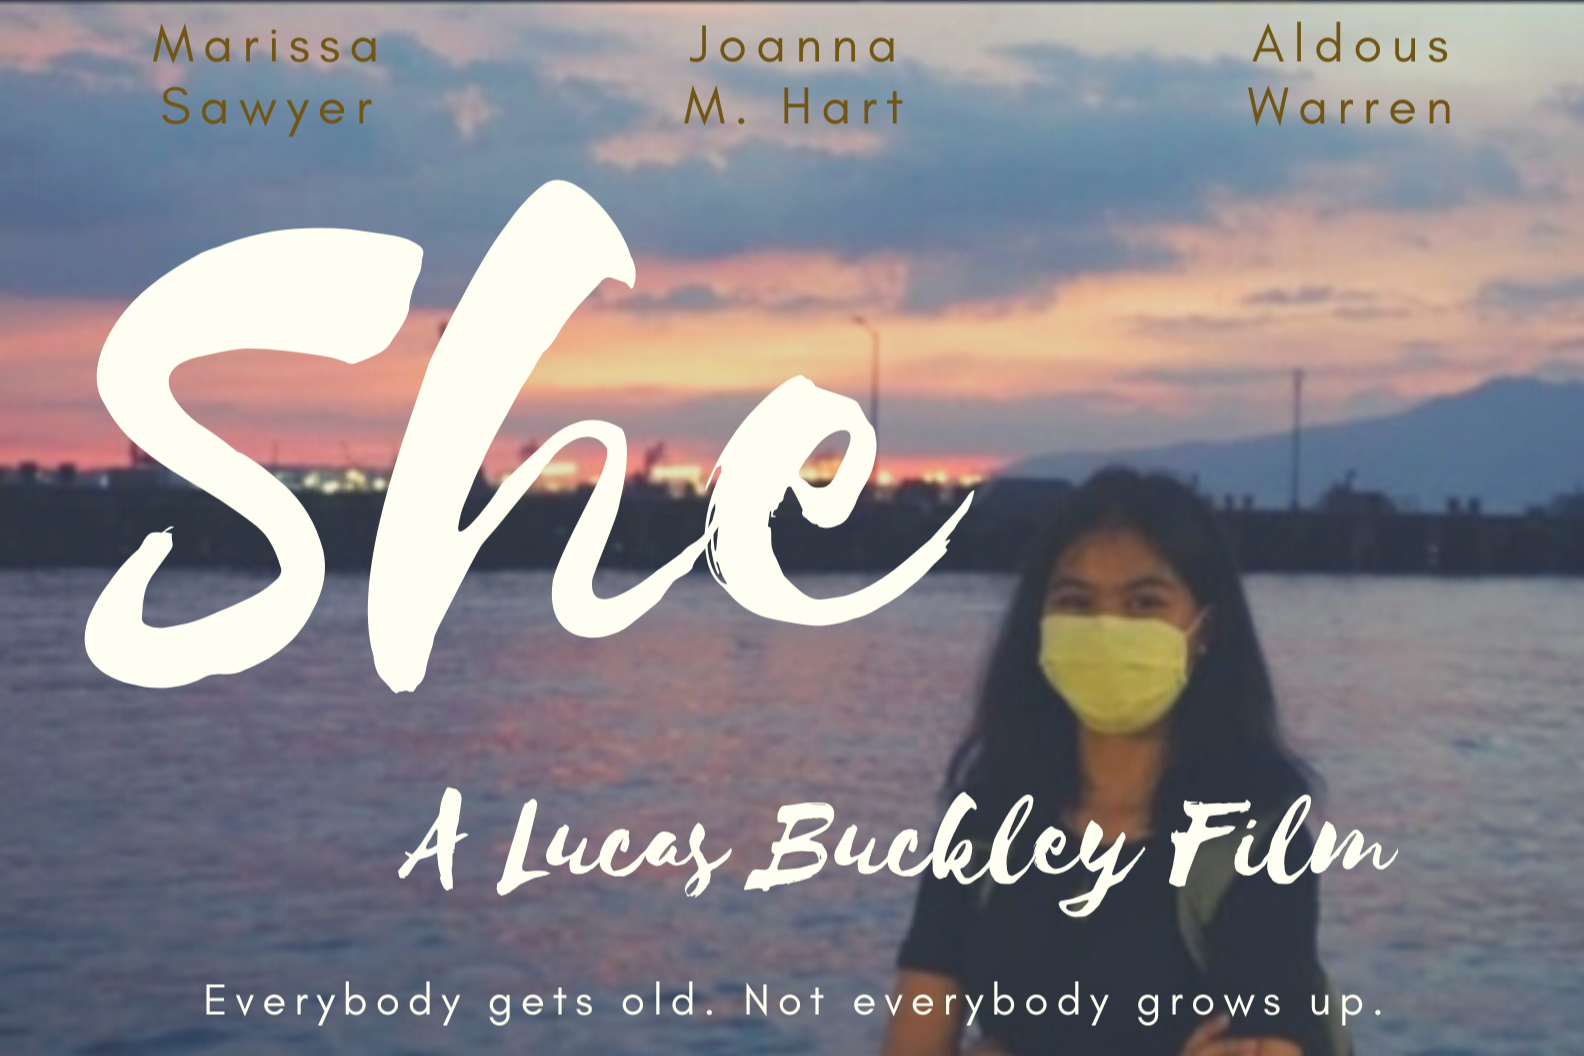 Marissa Sawyer
Joanna M. Hart
Aldous Warren
She
A Lucas Buckley Film
Everybody gets old. Not everybody grows up.